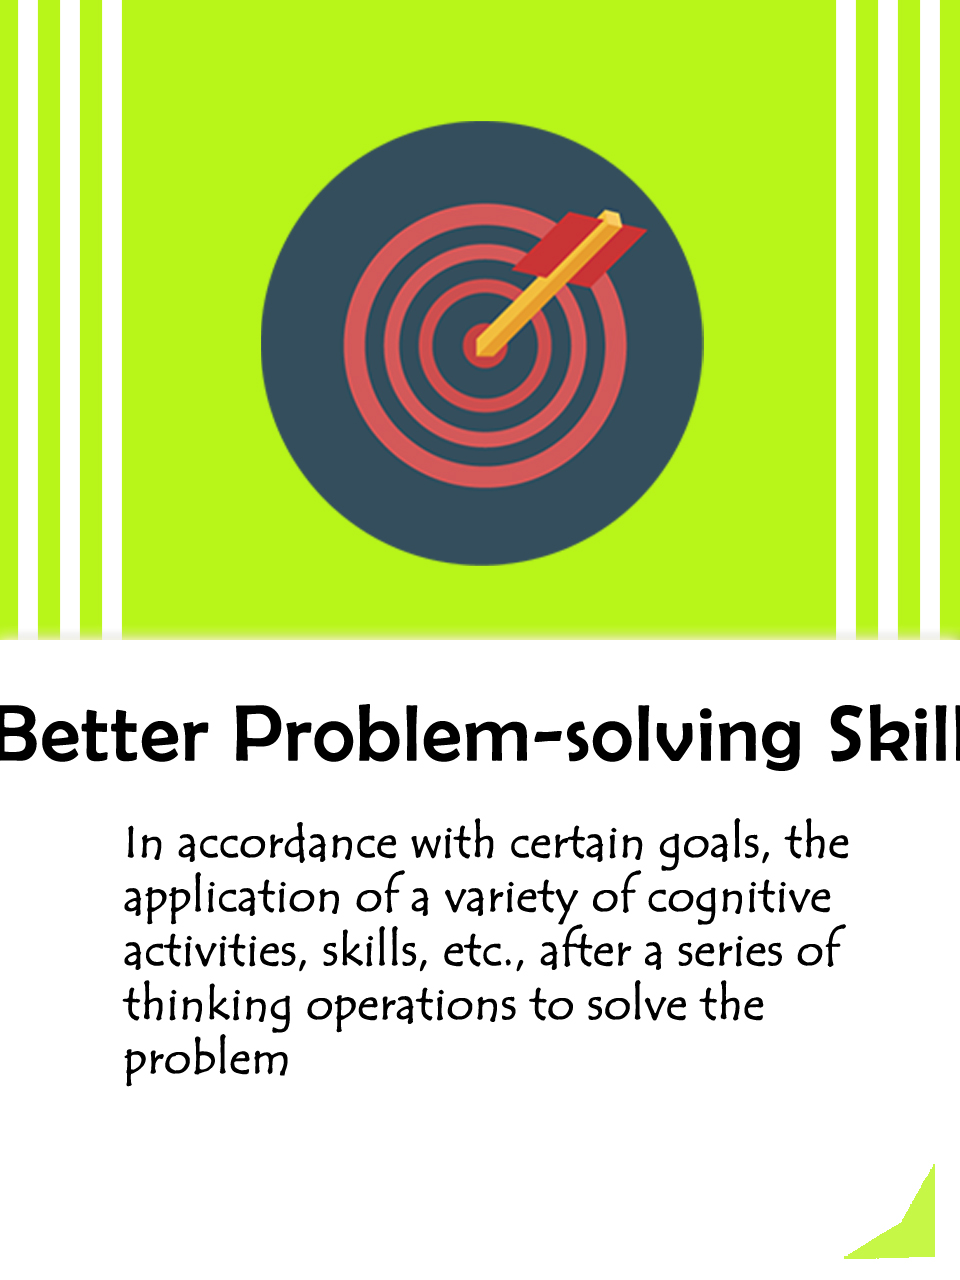 Better Problem-solving Skill
In accordance with certain goals, the
application of a variety of cognitive
activities, skills, etc., after a series of
thinking operations to solve the
problem